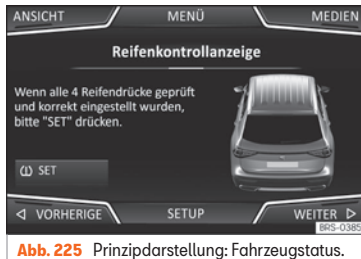 ANSICHT MENÜ MEDIEN
Reifenkontrollanzeige
Wenn alle 4 Reifendrücke geprüft
und korrekt eingestellt wurden,
bitte "SET" drücken.
SET
VORHERIGE SETUP WEITER
BRS-0385
Abb. 225 Prinzipdarstellung: Fahrzeugstatus.